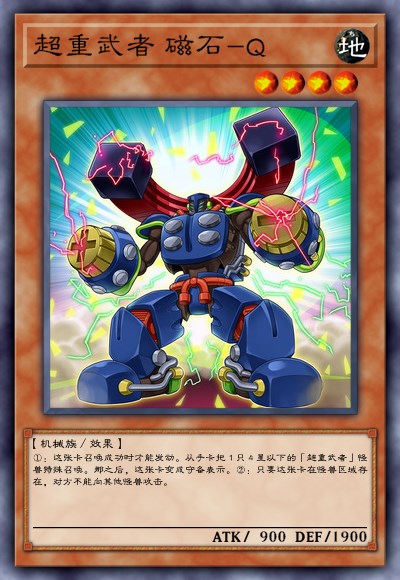 超重武者 磁石-Q
地
【机械族／效果】
①：这张卡召唤成功时才能发动。从手卡把1只4星以下的「超重武者」怪
兽特殊召唤。那之后，这张卡变成守备表示。②：只要这张卡在怪兽区域存
在，对方不能向其他怪兽攻击。
ATK/ 900 DEF/1900